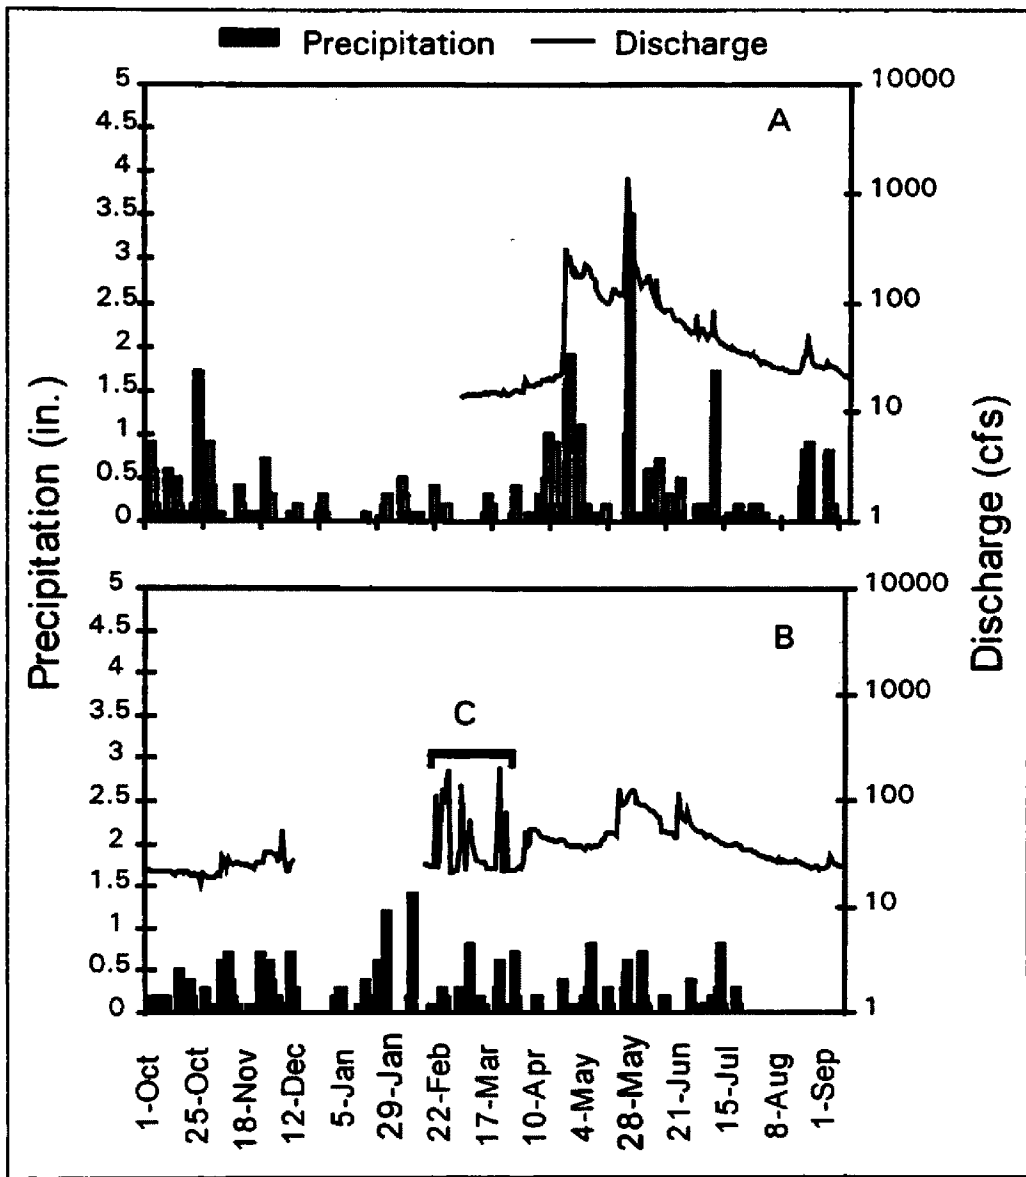 Precipitation Discharge
Precipitation (in.)
Discharge (cfs)
A
5
4.5
4
3.5
3
2.5
2
1.5
1
0.5
0
10000
1000
100
10
1
B
C
5
4.5
4
3.5
3
2.5
2
1.5
1
0.5
0
10000
1000
100
10
1
1-Oct
25-Oct
18-Nov
12-Dec
5-Jan
29-Jan
22-Feb
17-Mar
10-Apr
4-May
28-May
21-Jun
15-Jul
8-Aug
1-Sep